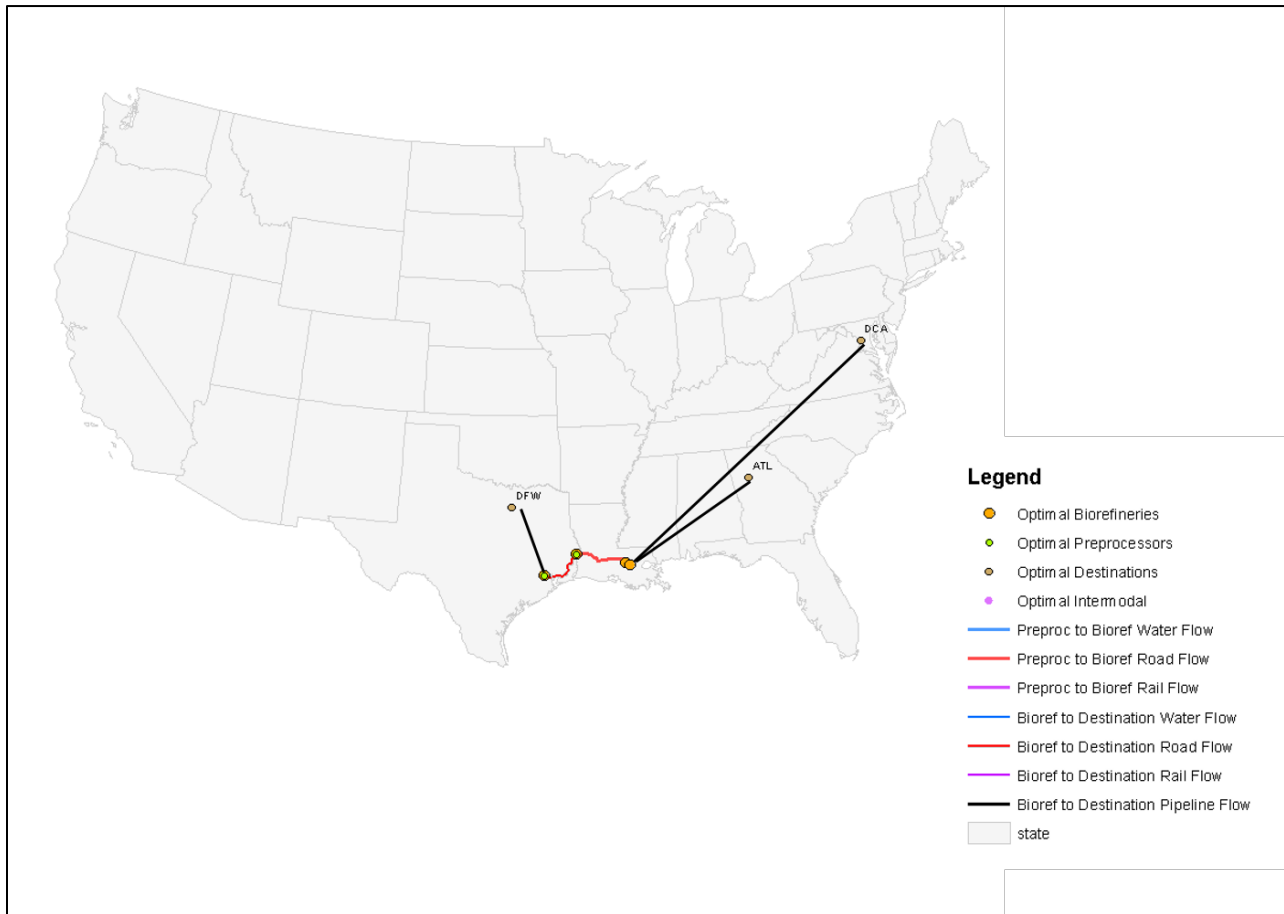 DCA
ATL
DFW
Legend
Optimal Biorefineries
Optimal Preprocessors
Optimal Destinations
Optimal Intermodal
Preproc to Bioref Water Flow
Preproc to Bioref Road Flow
Preproc to Bioref Rail Flow
Bioref to Destination Water Flow
Bioref to Destination Road Flow
Bioref to Destination Rail Flow
Bioref to Destination Pipeline Flow
state